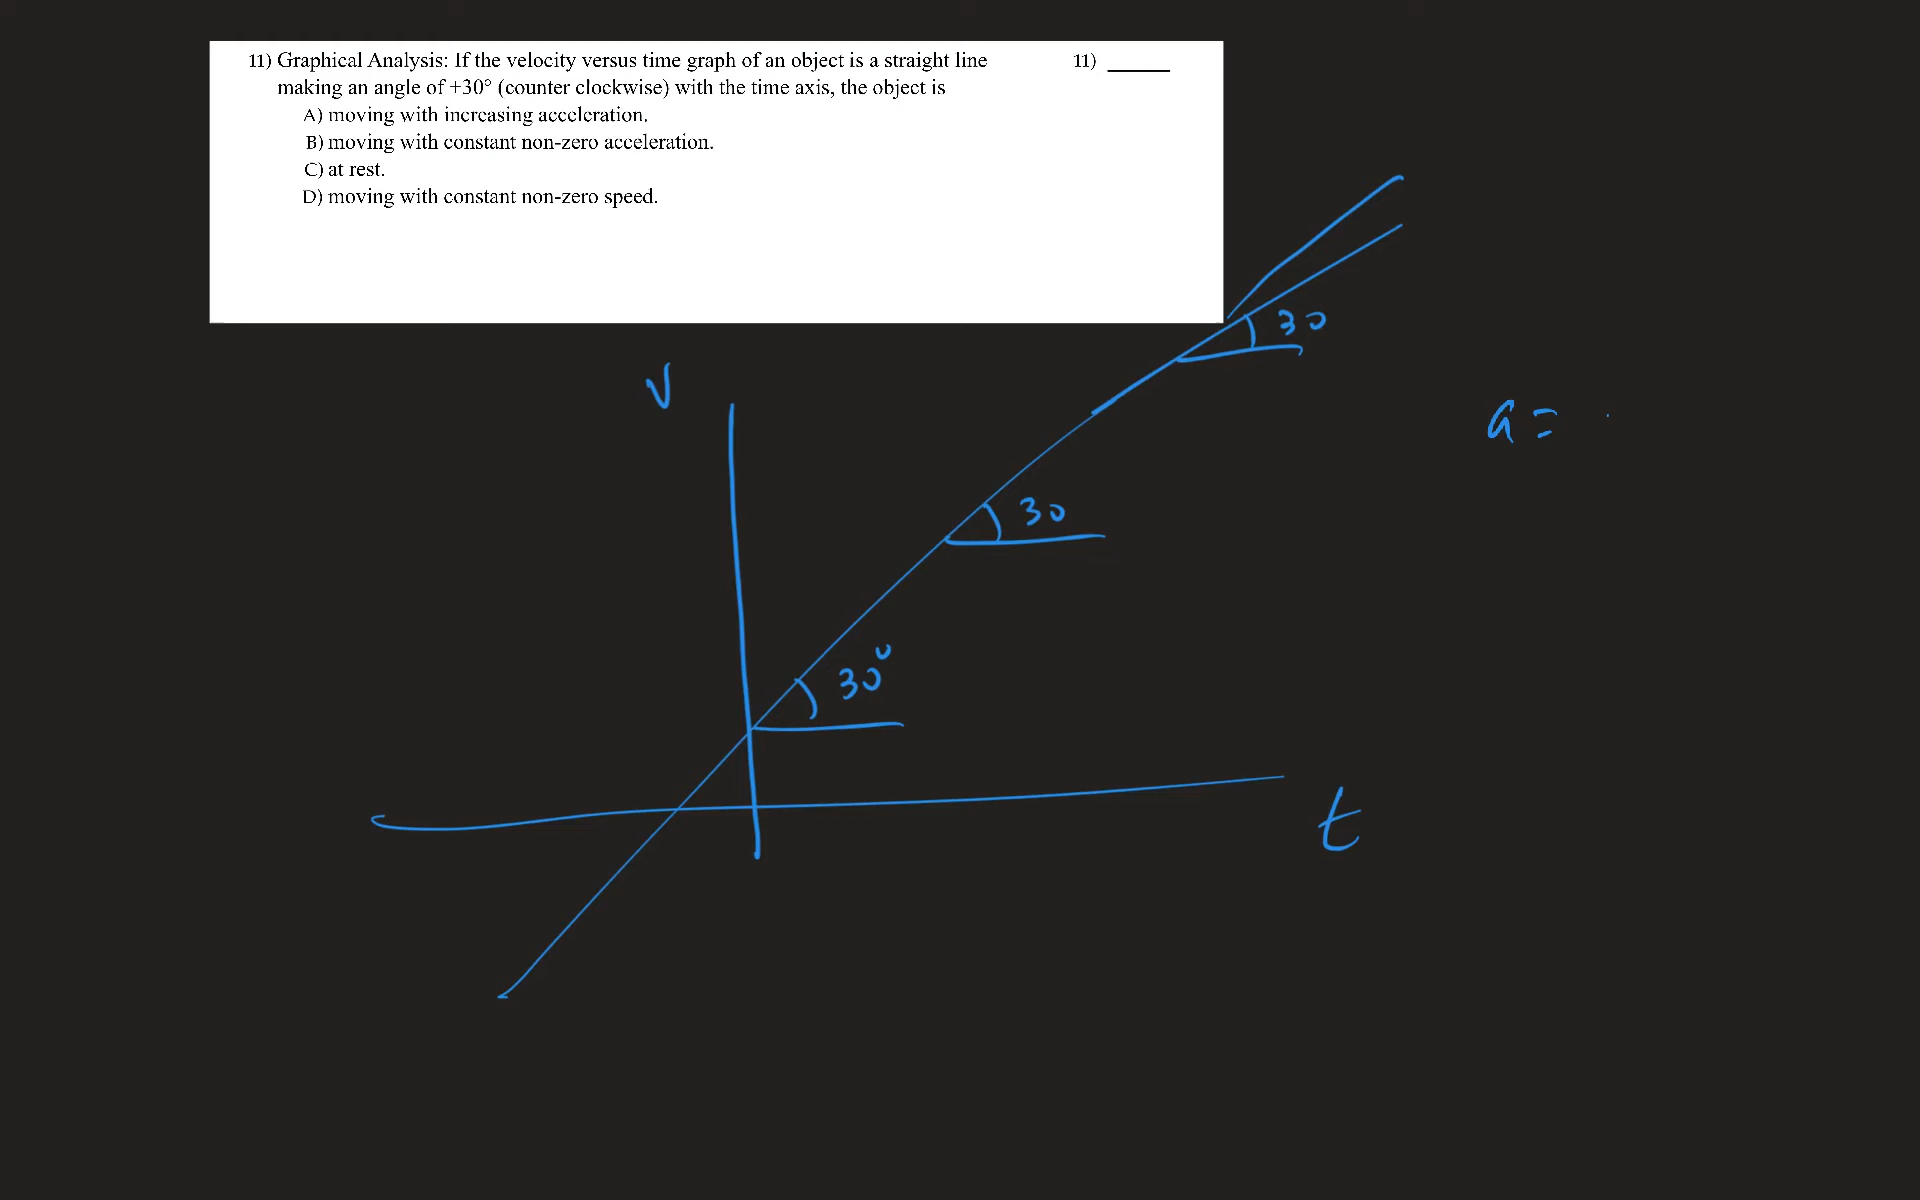 11) Graphical Analysis: If the velocity versus time graph of an object is a straight line
making an angle of +30° (counter clockwise) with the time axis, the object is
A) moving with increasing acceleration.
B) moving with constant non-zero acceleration.
C) at rest.
D) moving with constant non-zero speed.
11) ______
30
V
a =
30
30°
t